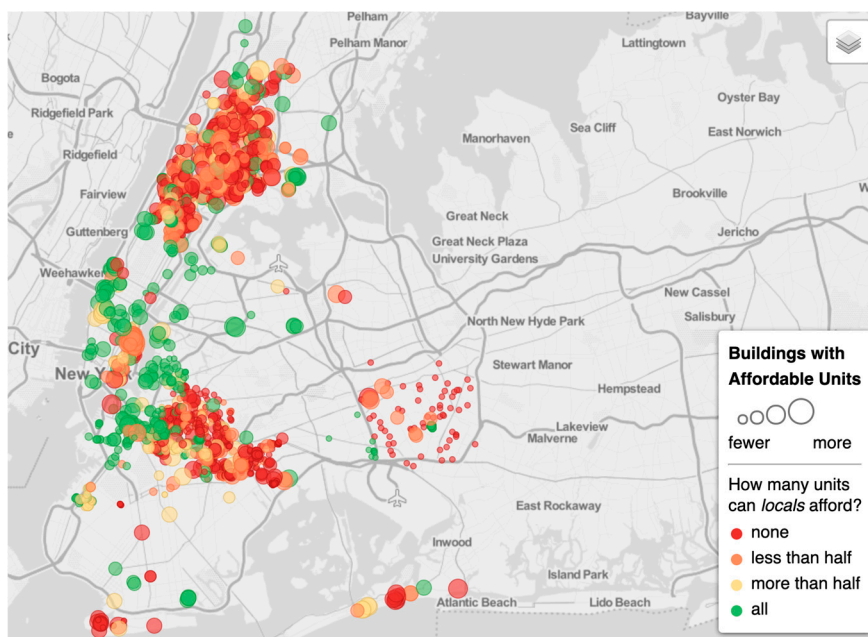 Pelham
Bayville
Pelham Manor
Lattingtown
Bogota
Oyster Bay
Ridgefield Park
Sea Cliff
East Norwich
Manorhaven
Ridgefield
Fairview
Brookville
Great Neck
Guttenberg
Great Neck Plaza
Jericho
University Gardens
Weehawken
New Cassel
Salisbury
North New Hyde Park
City
Stewart Manor
New York
Hempstead
Lakeview
Malverne
East Rockaway
Inwood
Island Park
Atlantic Beach
Lido Beach
Buildings with
Affordable Units
fewer more
How many units
can locals afford?
none
less than half
more than half
all